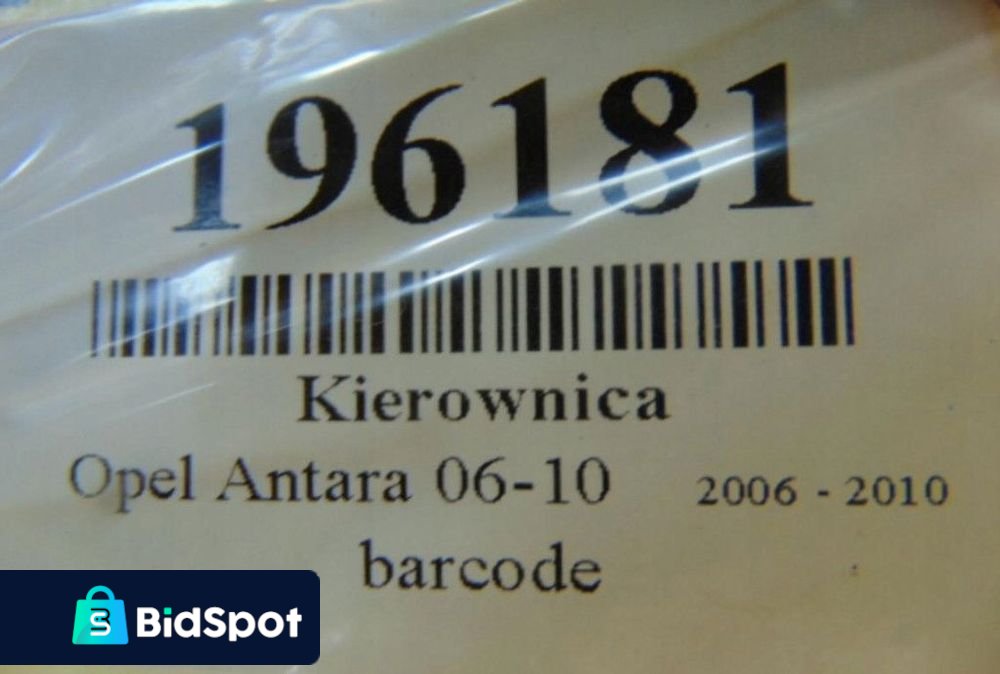 196181
Kierownica
Opel Antara 06-10 2006 - 2010
barcode
BidSpot